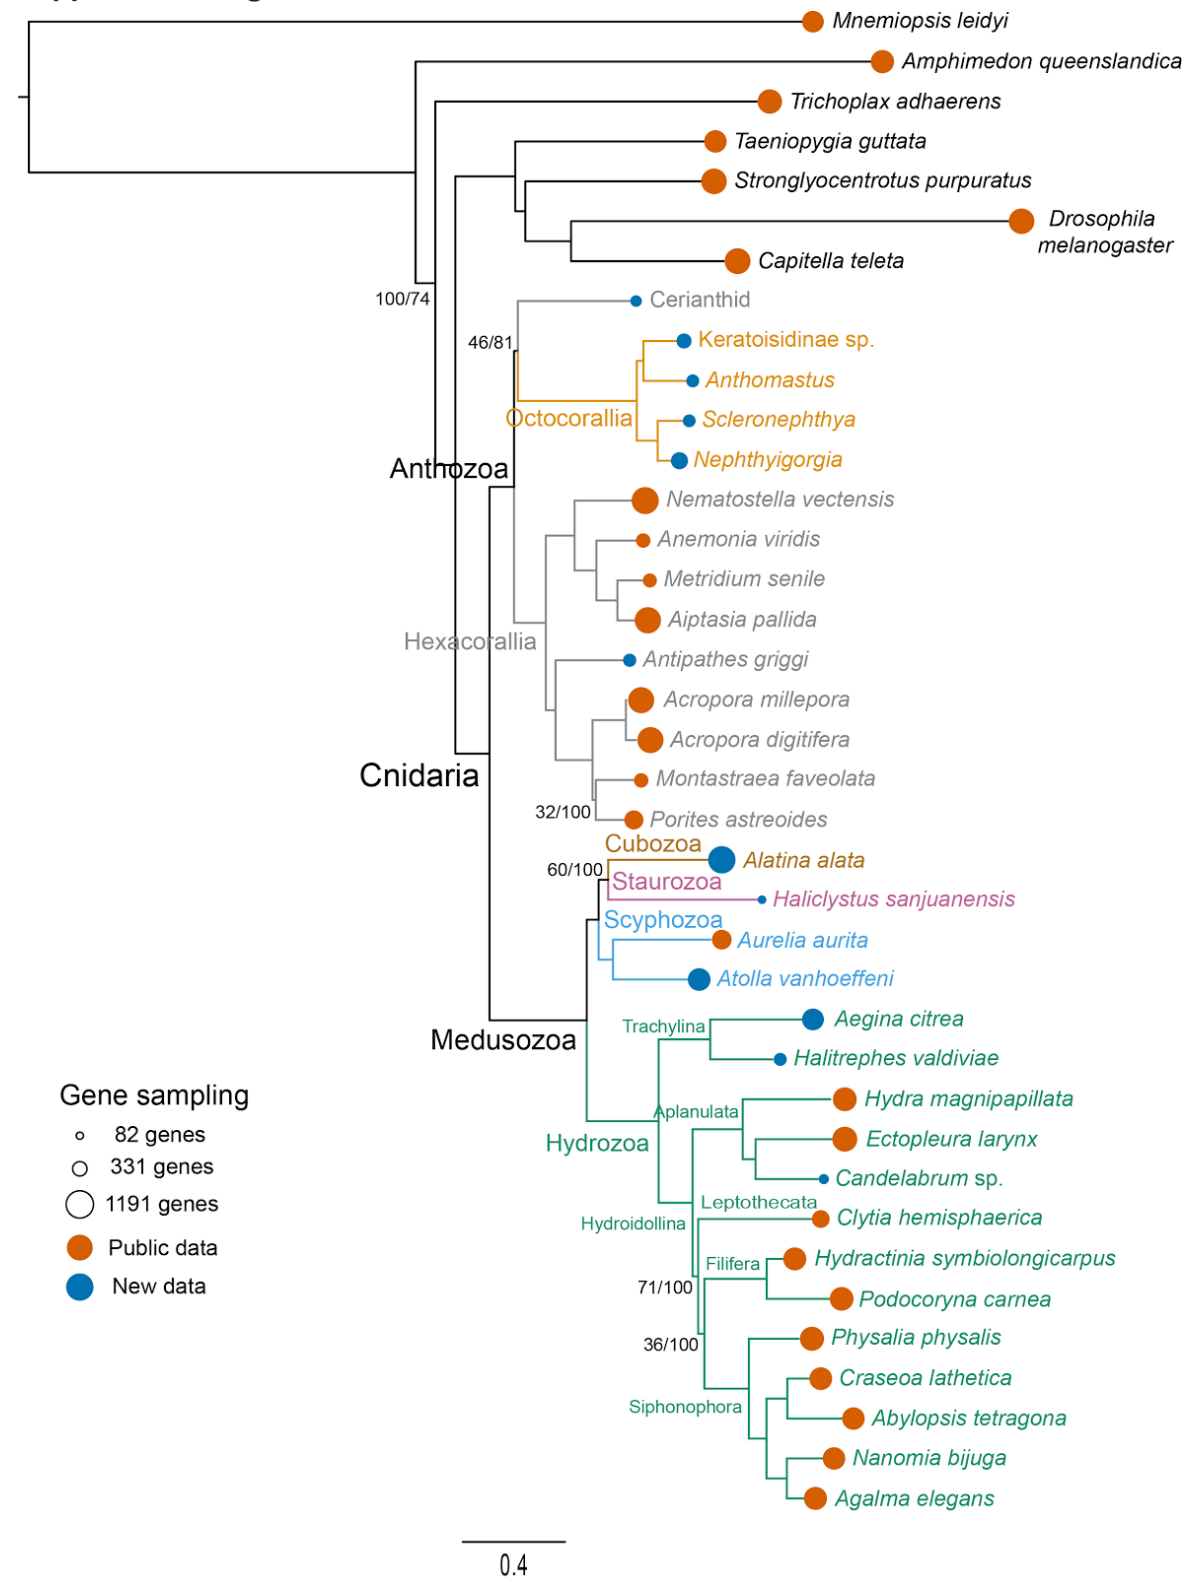 Mnemiopsis leidyi
Amphimedon queenslandica
Trichoplax adhaerens
Taeniopygia guttata
Stronglyocentrotus purpuratus
Drosophila
melanogaster
Capitella teleta
100/74
Cerianthid
46/81
Keratoisidinae sp.
Anthomastus
Octocorallia
Scleronephthya
Anthozoa
Nephthyigorgia
Nematostella vectensis
Anemonia viridis
Metridium senile
Aiptasia pallida
Hexacorallia
Antipathes griggi
Acropora millepora
Acropora digitifera
Cnidaria
Montastraea faveolata
32/100
Porites astreoides
Cubozoa
60/100
Alatina alata
Staurozoa
Haliclystus sanjuanensis
Scyphozoa
Aurelia aurita
Atolla vanhoeffeni
Medusozoa
Trachylina
Aegina citrea
Halitrephes valdiviae
Aplanulata
Hydra magnipapillata
Hydrozoa
Ectopleura larynx
Candelabrum sp.
Leptothecata
Hydroidollina
Clytia hemisphaerica
Filifera
Hydractinia symbiolongicarpus
71/100
Podocoryna carnea
36/100
Physalia physalis
Craseoa lathetica
Siphonophora
Abylopsis tetragona
Nanomia bijuga
Agalma elegans
Gene sampling
82 genes
331 genes
1191 genes
Public data
New data
0.4